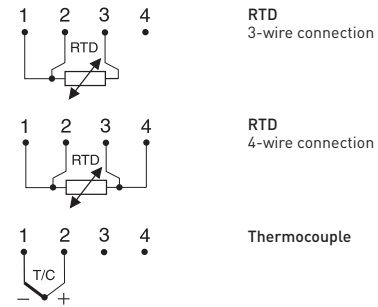 1 2 3 4
RTD
RTD
3-wire connection
1 2 3 4
RTD
RTD
4-wire connection
1 2 3 4
T/C
− +
Thermocouple